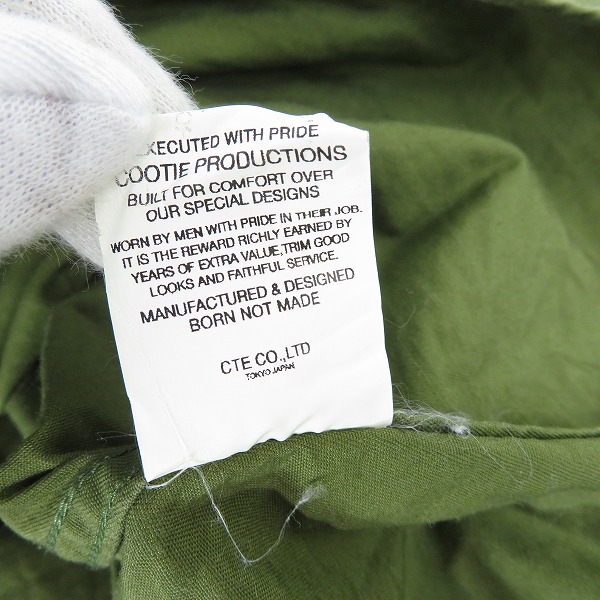 EXECUTED WITH PRIDE
COOTIE PRODUCTIONS
BUILT FOR COMFORT OVER
OUR SPECIAL DESIGNS
WORN BY MEN WITH PRIDE IN THEIR JOB.
IT IS THE REWARD RICHLY EARNED BY
YEARS OF EXTRA VALUE,TRIM GOOD
LOOKS AND FAITHFUL SERVICE.
MANUFACTURED & DESIGNED
BORN NOT MADE
CTE CO.,LTD
TOKYO JAPAN